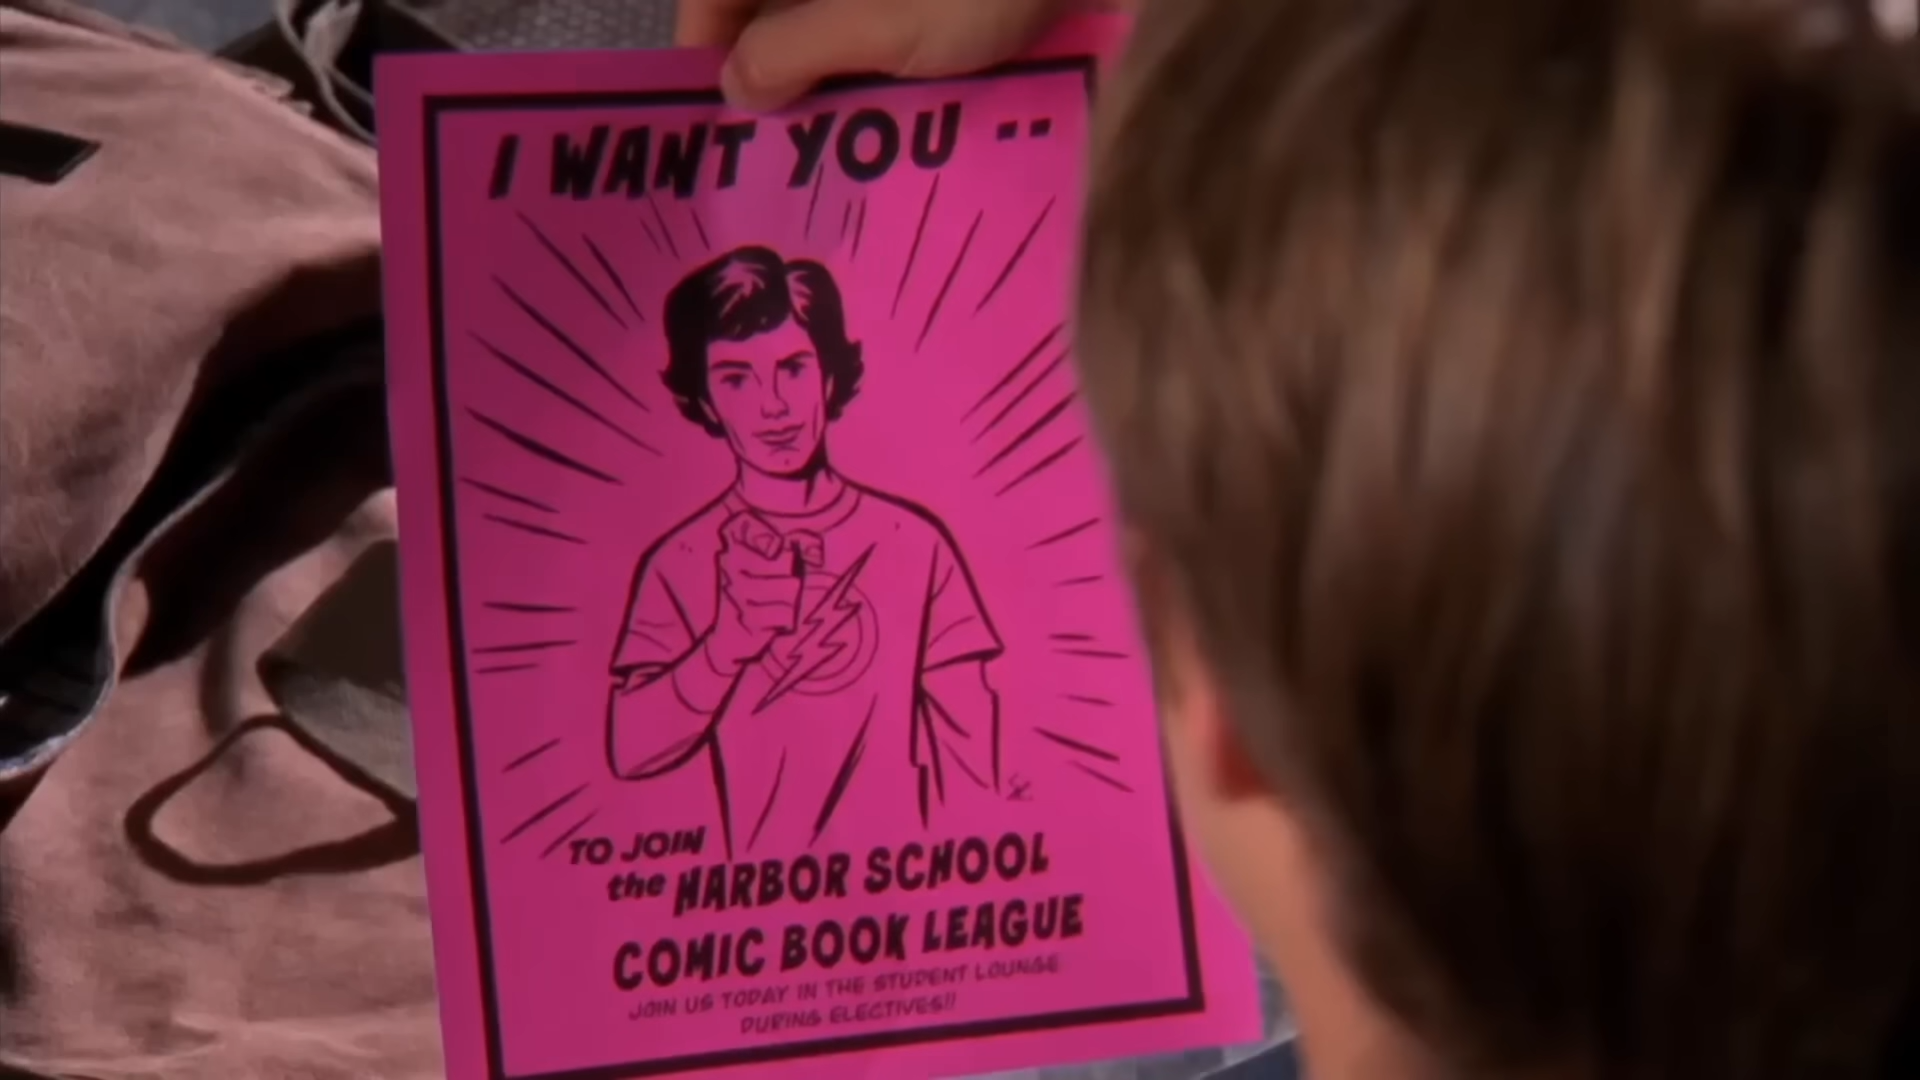 I WANT YOU --
TO JOIN
the HARBOR SCHOOL
COMIC BOOK LEAGUE
JOIN US TODAY IN THE STUDENT LOUNGE
DURING ELECTIVES!!